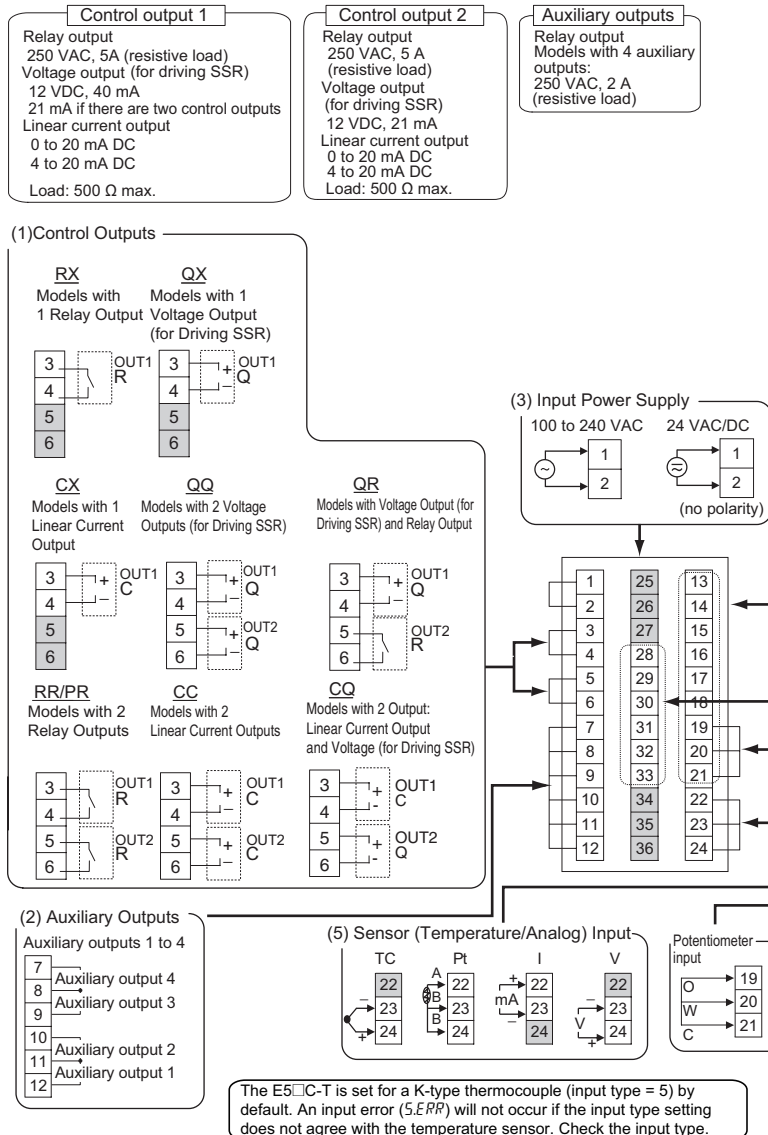 Control output 1
Relay output
250 VAC, 5A (resistive load)
Voltage output (for driving SSR)
12 VDC, 40 mA
21 mA if there are two control outputs
Linear current output
0 to 20 mA DC
4 to 20 mA DC
Load: 500 Ω max.
Control output 2
Relay output
250 VAC, 5 A
(resistive load)
Voltage output
(for driving SSR)
12 VDC, 21 mA
Linear current output
0 to 20 mA DC
4 to 20 mA DC
Load: 500 Ω max.
Auxiliary outputs
Relay output
Models with 4 auxiliary
outputs:
250 VAC, 2 A
(resistive load)
(1)Control Outputs
RX
Models with
1 Relay Output
3
4
5
6
OUT1
R
QX
Models with 1
Voltage Output
(for Driving SSR)
3
4
5
6
+
–
OUT1
Q
CX
Models with 1
Linear Current
Output
3
4
5
6
+
–
OUT1
C
QQ
Models with 2 Voltage
Outputs (for Driving SSR)
3
4
5
6
+
–
OUT1
Q
+
–
OUT2
Q
QR
Models with Voltage Output (for
Driving SSR) and Relay Output
3
4
5
6
+
–
OUT1
Q
OUT2
R
RR/PR
Models with 2
Relay Outputs
3
4
5
6
OUT1
R
OUT2
R
CC
Models with 2
Linear Current Outputs
3
4
5
6
+
–
OUT1
C
+
–
OUT2
C
CQ
Models with 2 Output:
Linear Current Output
and Voltage (for Driving SSR)
3
4
5
6
+
-
OUT1
C
+
-
OUT2
Q
(3) Input Power Supply
100 to 240 VAC
1
2
24 VAC/DC
1
2
(no polarity)
1 25 13
2 26 14
3 27 15
4 28 16
5 29 17
6 30 18
7 31 19
8 32 20
9 33 21
10 34 22
11 35 23
12 36 24
(2) Auxiliary Outputs
Auxiliary outputs 1 to 4
7
8
9
10
11
12
Auxiliary output 4
Auxiliary output 3
Auxiliary output 2
Auxiliary output 1
(5) Sensor (Temperature/Analog) Input
TC
22
23
24
–
+
Pt
A
B
B
22
23
24
I
+
mA
–
22
23
24
V
–
V
+
22
23
24
Potentiometer
input
O
W
C
19
20
21
The E5□C-T is set for a K-type thermocouple (input type = 5) by
default. An input error (S.ERR) will not occur if the input type setting
does not agree with the temperature sensor. Check the input type.